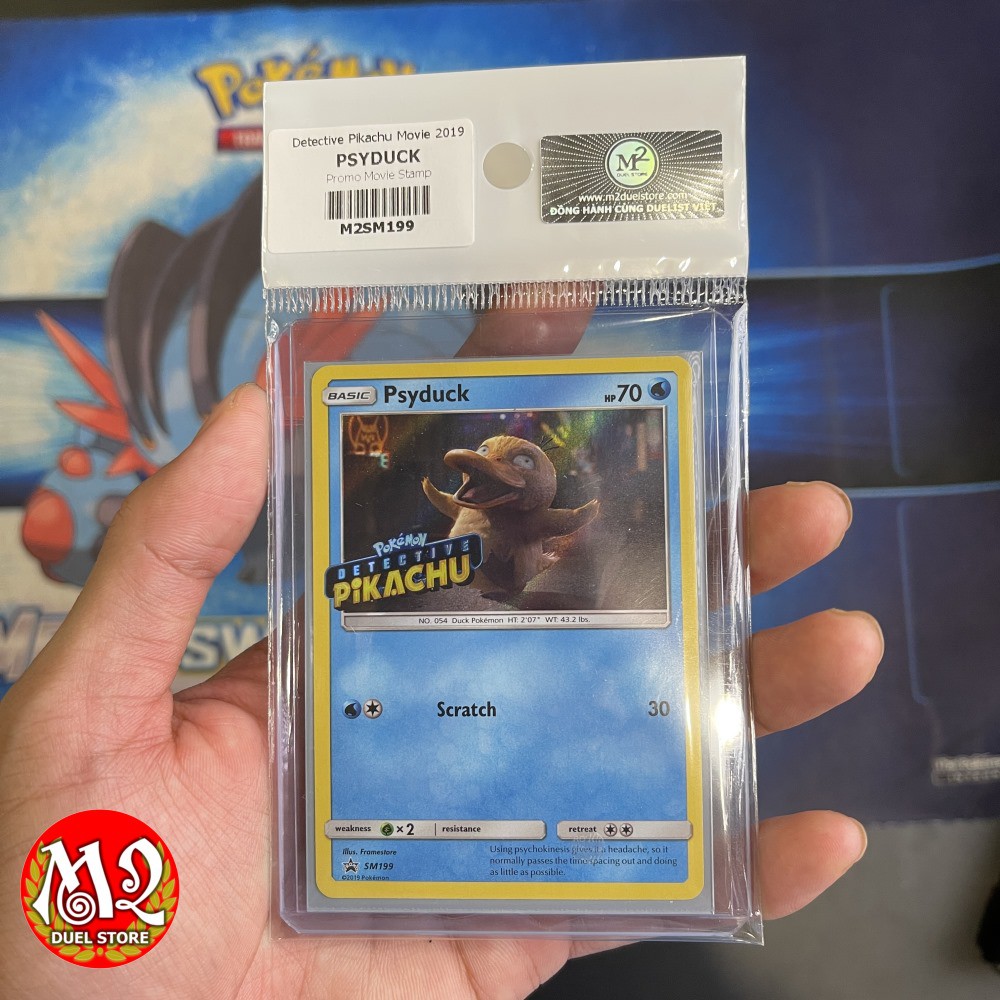 POKéMON
Detective Pikachu Movie 2019
PSYDUCK
Promo Movie Stamp
M2SM199
M2
DUEL STORE
www.m2duelstore.com
ĐỒNG HÀNH CÙNG DUELIST VIỆT
BASIC Psyduck HP 70
POKéMON
DETECTIVE
PiKACHU
NO. 054 Duck Pokémon HT: 2'07" WT: 43.2 lbs.
Scratch 30
weakness ×2 resistance retreat
Illus. Framestore
SM199
©2019 Pokémon
Using psychokinesis gives it a headache, so it
normally passes the time spacing out and doing
as little as possible.
M2
DUEL STORE